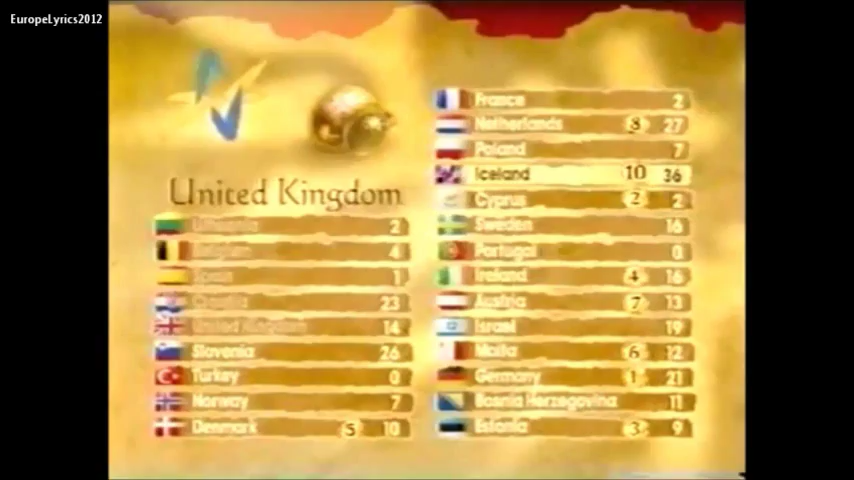 EuropeLyrics2012
United Kingdom
Lithuania 2
Belgium 4
Spain 1
Croatia 23
United Kingdom 14
Slovenia 26
Turkey 0
Norway 7
Denmark 5 10
France 2
Netherlands 8 27
Poland 7
Iceland 10 36
Cyprus 2 2
Sweden 16
Portugal 0
Ireland 4 16
Austria 7 13
Israel 19
Malta 6 12
Germany 1 21
Bosnia Herzegovina 11
Estonia 3 9